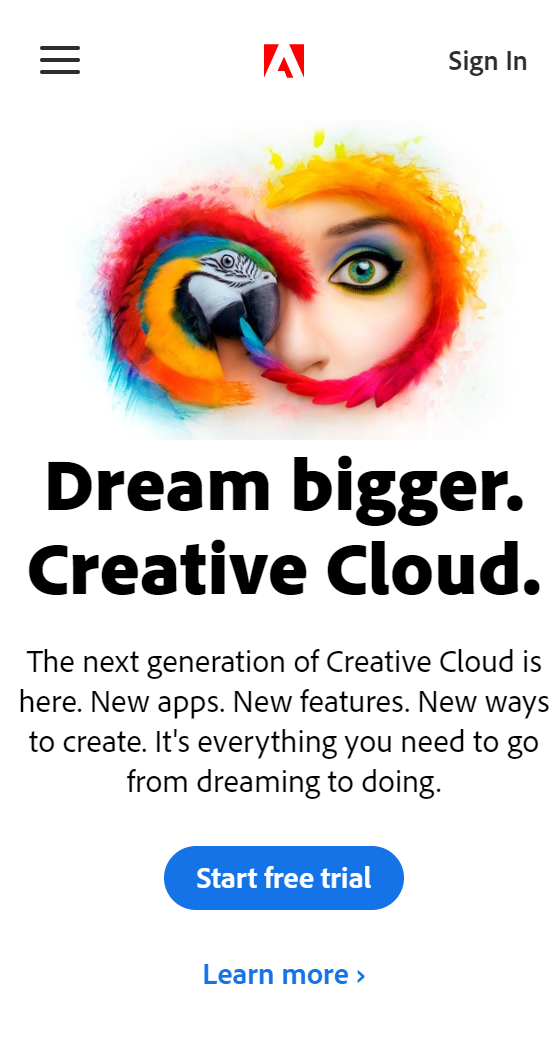 Sign In
Dream bigger.
Creative Cloud.
The next generation of Creative Cloud is
here. New apps. New features. New ways
to create. It's everything you need to go
from dreaming to doing.
Start free trial
Learn more ›